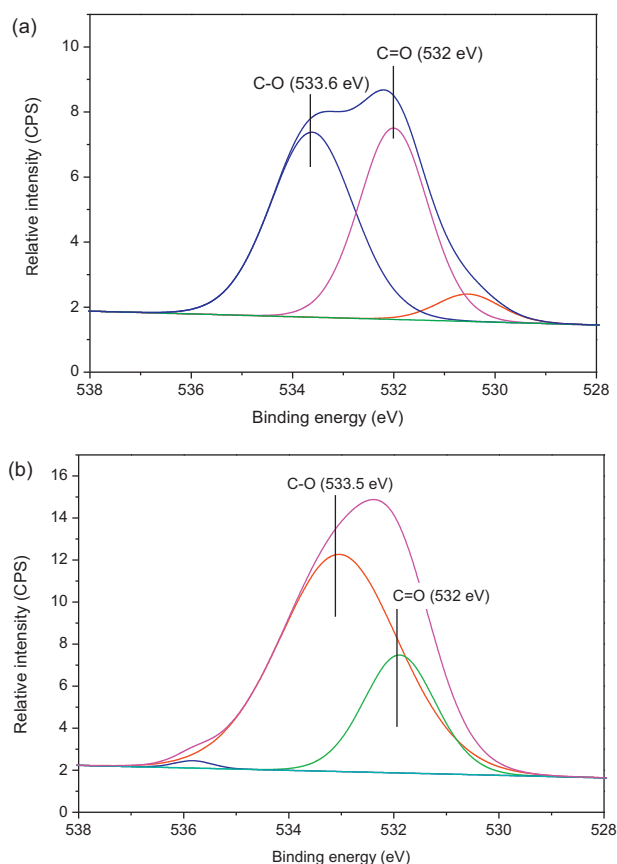 (a)
10
8
6
4
2
0
C=O (532 eV)
C-O (533.6 eV)
Relative intensity (CPS)
538
536
534
532
530
528
Binding energy (eV)
(b)
16
14
12
10
8
6
4
2
0
C-O (533.5 eV)
C=O (532 eV)
Relative intensity (CPS)
538
536
534
532
530
528
Binding energy (eV)